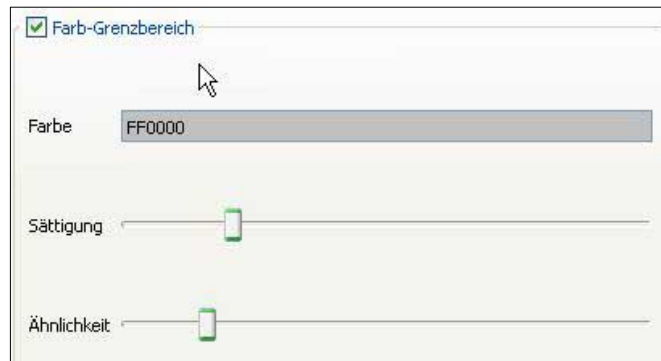 Farb-Grenzbereich
Farbe FF0000
Sättigung
Ähnlichkeit